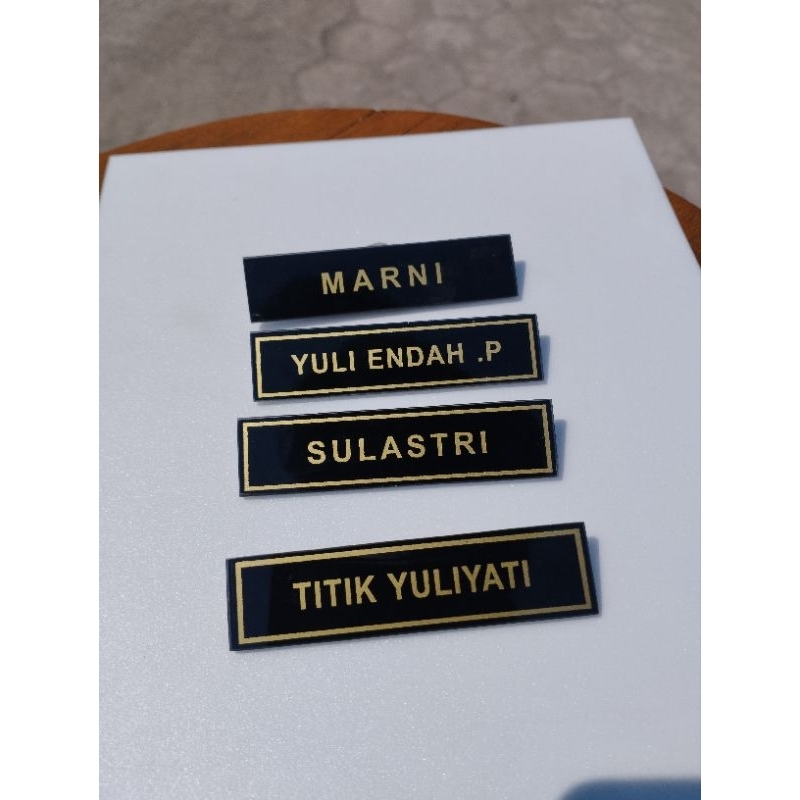 MARNI
YULI ENDAH .P
SULASTRI
TITIK YULIYATI